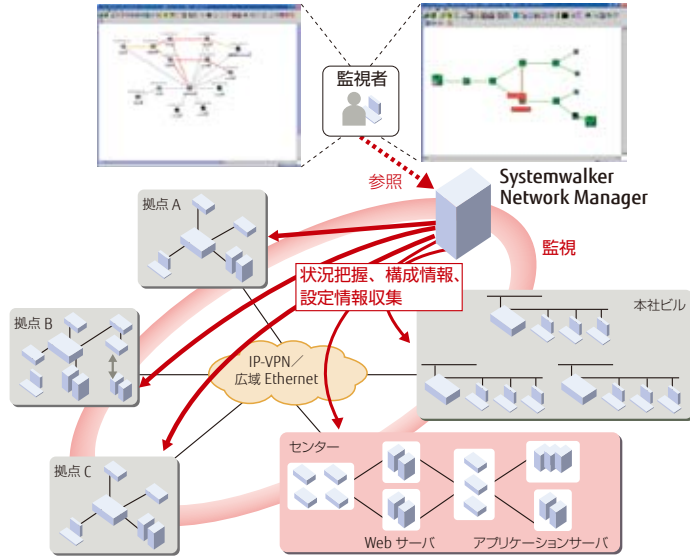 監視者
参照
Systemwalker
Network Manager
監視
拠点 A
状況把握、構成情報、
設定情報収集
本社ビル
拠点 B
IP-VPN／
広域 Ethernet
センター
拠点 C
Web サーバ
アプリケーションサーバ